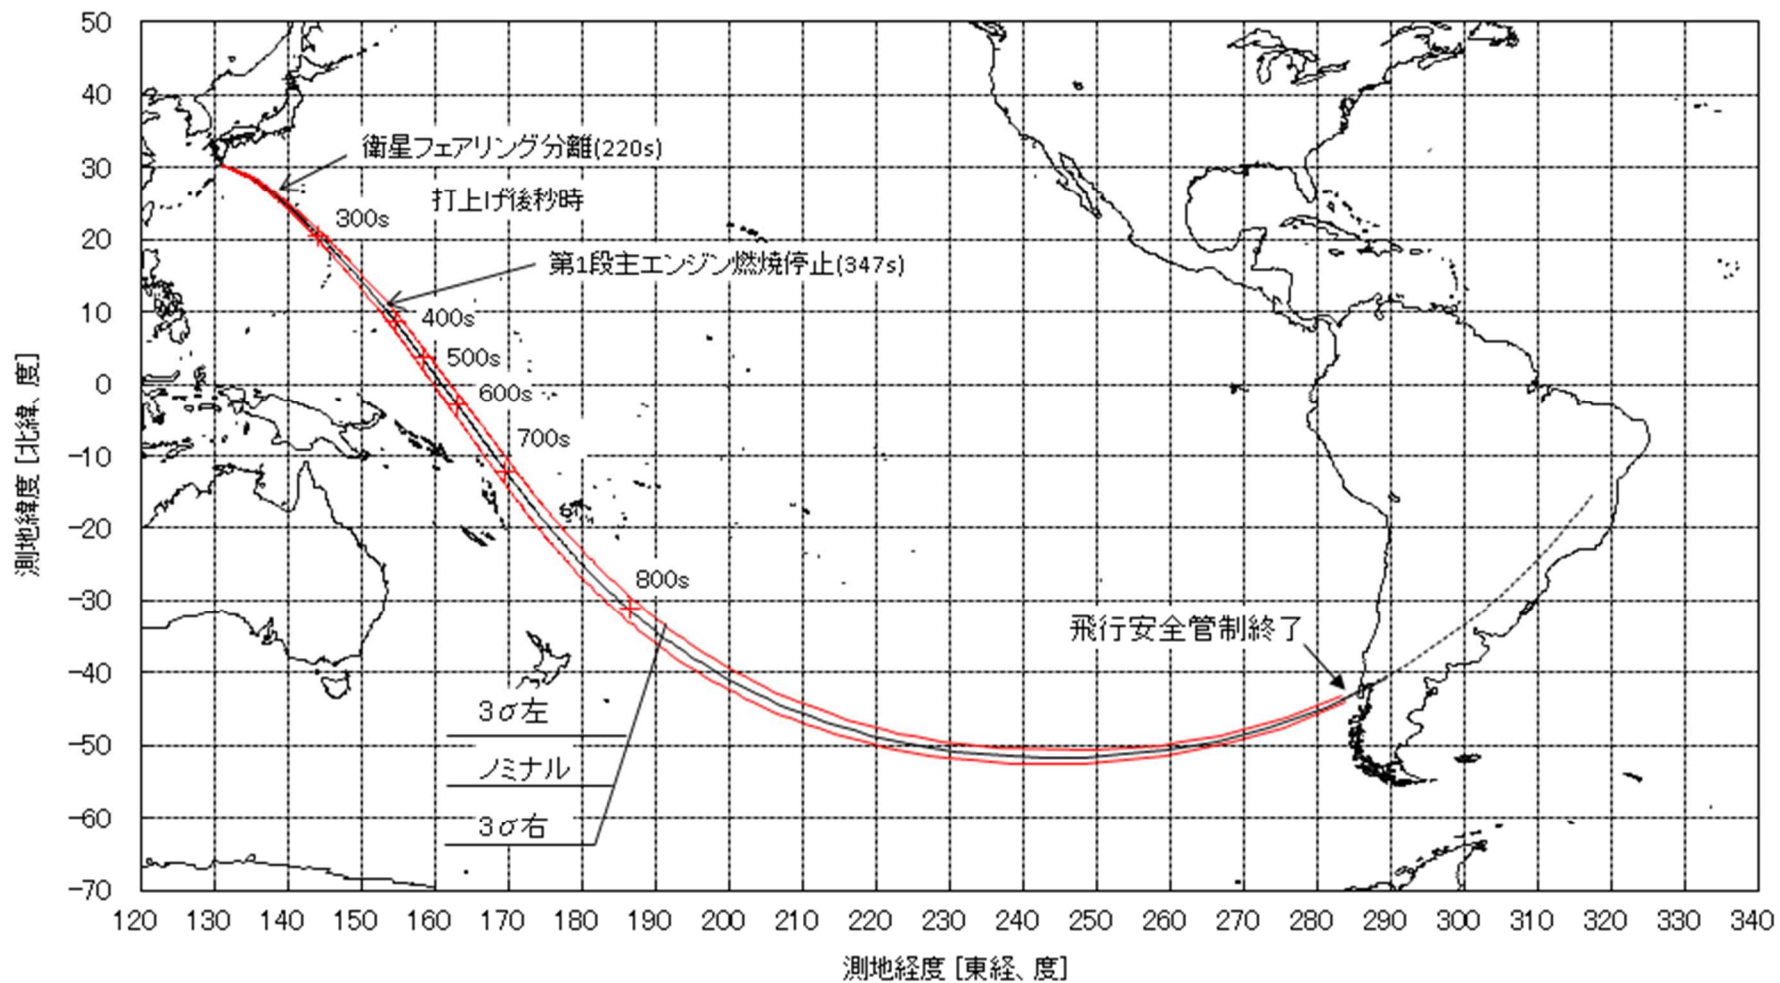 50
40
30
20
10
0
-10
-20
-30
-40
-50
-60
-70
測地緯度 [北緯、度]
衛星フェアリング分離(220s)
打上げ後秒時
300s
第1段主エンジン燃焼停止(347s)
400s
500s
600s
700s
800s
飛行安全管制終了
3σ左
ノミナル
3σ右
120 130 140 150 160 170 180 190 200 210 220 230 240 250 260 270 280 290 300 310 320 330 340
測地経度 [東経、度]